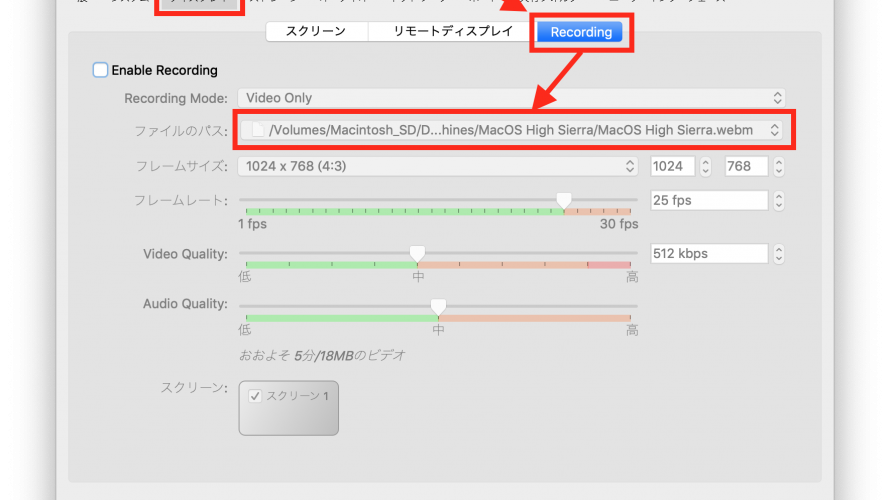 スクリーン
リモートディスプレイ
Recording
Enable Recording
Recording Mode: Video Only
ファイルのパス: /Volumes/Macintosh_SD/D...hines/MacOS High Sierra/MacOS High Sierra.webm
フレームサイズ: 1024 x 768 (4:3) 1024 768
フレームレート: 25 fps
1 fps 30 fps
Video Quality: 512 kbps
低 中 高
Audio Quality:
低 中 高
おおよそ 5分/18MBのビデオ
スクリーン: スクリーン 1